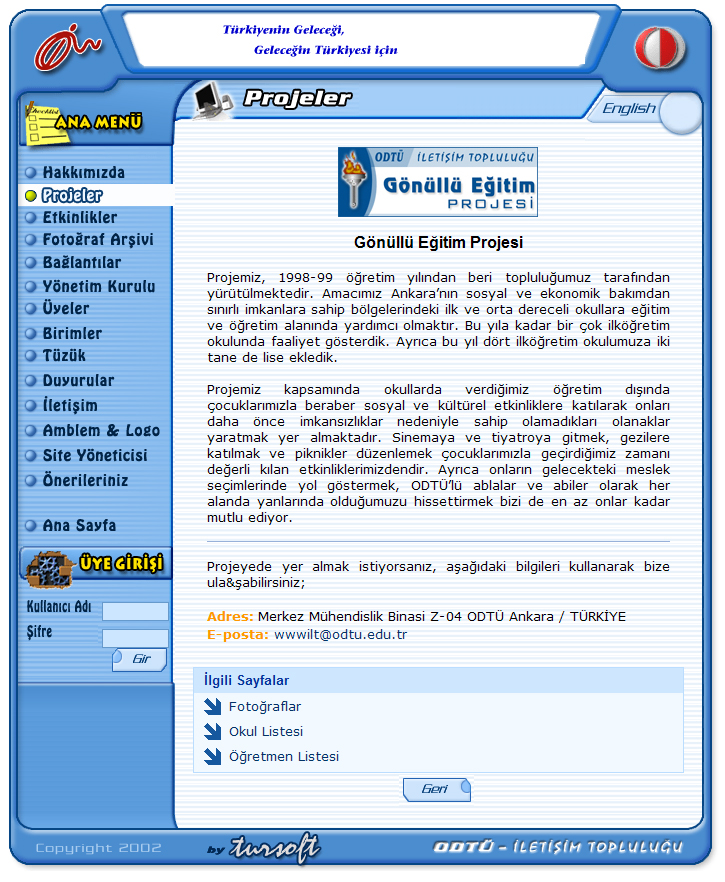 Türkiyenin Geleceği,
Geleceğin Türkiyesi için
Projeler
English
Checklist
ANA MENÜ
Hakkımızda
Projeler
Etkinlikler
Fotoğraf Arşivi
Bağlantılar
Yönetim Kurulu
Üyeler
Birimler
Tüzük
Duyurular
İletişim
Amblem & Logo
Site Yöneticisi
Önerileriniz
Ana Sayfa
ÜYE GİRİŞİ
Kullanıcı Adı
Şifre
Gir
ODTÜ İLETİŞİM TOPLULUĞU
Gönüllü Eğitim
PROJESİ
Gönüllü Eğitim Projesi
Projemiz, 1998-99 öğretim yılından beri topluluğumuz tarafından
yürütülmektedir. Amacımız Ankara’nın sosyal ve ekonomik bakımdan
sınırlı imkanlara sahip bölgelerindeki ilk ve orta dereceli okullara eğitim
ve öğretim alanında yardımcı olmaktır. Bu yıla kadar bir çok ilköğretim
okulunda faaliyet gösterdik. Ayrıca bu yıl dört ilköğretim okulumuza iki
tane de lise ekledik.
Projemiz kapsamında okullarda verdiğimiz öğretim dışında
çocuklarımızla beraber sosyal ve kültürel etkinliklere katılarak onları
daha önce imkansızlıklar nedeniyle sahip olamadıkları olanaklar
yaratmak yer almaktadır. Sinemaya ve tiyatroya gitmek, gezilere
katılmak ve piknikler düzenlemek çocuklarımızla geçirdiğimiz zamanı
değerli kılan etkinliklerimizdendir. Ayrıca onların gelecekteki meslek
seçimlerinde yol göstermek, ODTÜ’lü ablalar ve abiler olarak her
alanda yanlarında olduğumuzu hissettirmek bizi de en az onlar kadar
mutlu ediyor.
Projeyede yer almak istiyorsanız, aşağıdaki bilgileri kullanarak bize
ula&şabilirsiniz;
Adres: Merkez Mühendislik Binasi Z-04 ODTÜ Ankara / TÜRKİYE
E-posta: wwwilt@odtu.edu.tr
İlgili Sayfalar
Fotoğraflar
Okul Listesi
Öğretmen Listesi
Geri
Copyright 2002
by tursoft
ODTÜ - İLETİŞİM TOPLULUĞU